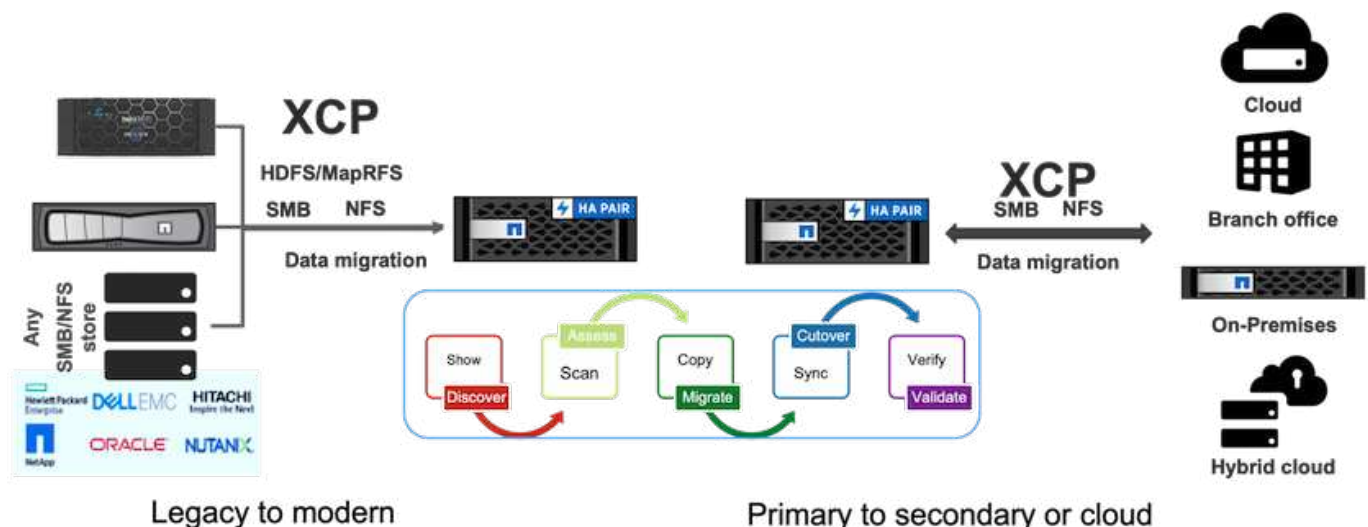 XCP
HDFS/MapRFS
SMB NFS
Data migration
HA PAIR
Any
SMB/NFS
store
Hewlett Packard
Enterprise
DELLEMC
HITACHI
Inspire the Next
NetApp
ORACLE
NUTANIX
Legacy to modern
HA PAIR
XCP
SMB NFS
Data migration
Cloud
Branch office
On-Premises
Hybrid cloud
Show
Discover
Assess
Scan
Copy
Migrate
Cutover
Sync
Verify
Validate
Primary to secondary or cloud